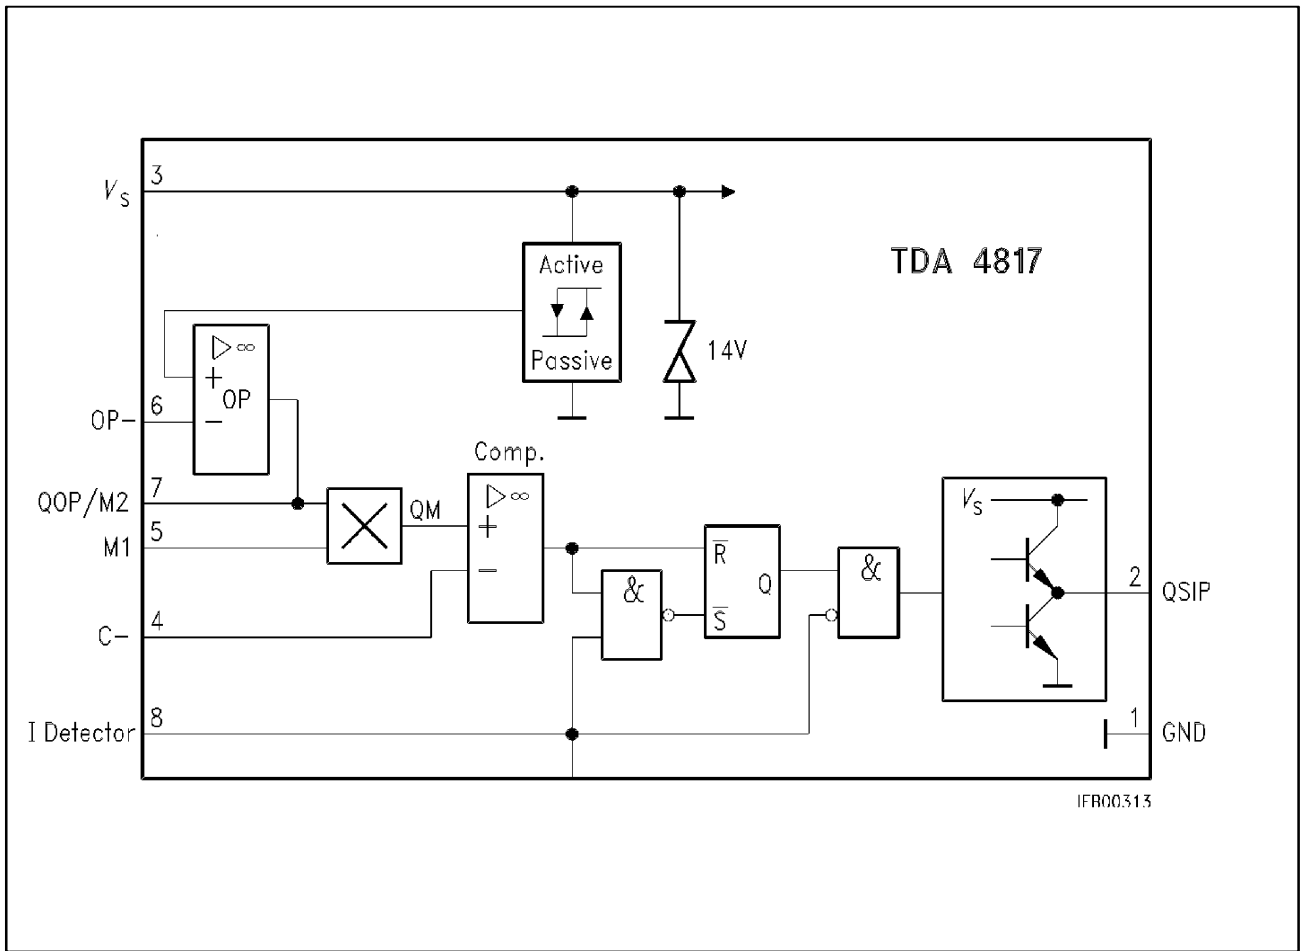 3
V_S
TDA 4817
Active
Passive
14V
▷∞
+
OP
6
OP-
−
Comp.
7
QOP/M2
QM
▷∞
+
5
M1
−
R̅
Q
S̅
&
&
V_S
2
QSIP
4
C-
8
I Detector
1
GND
IEB00313